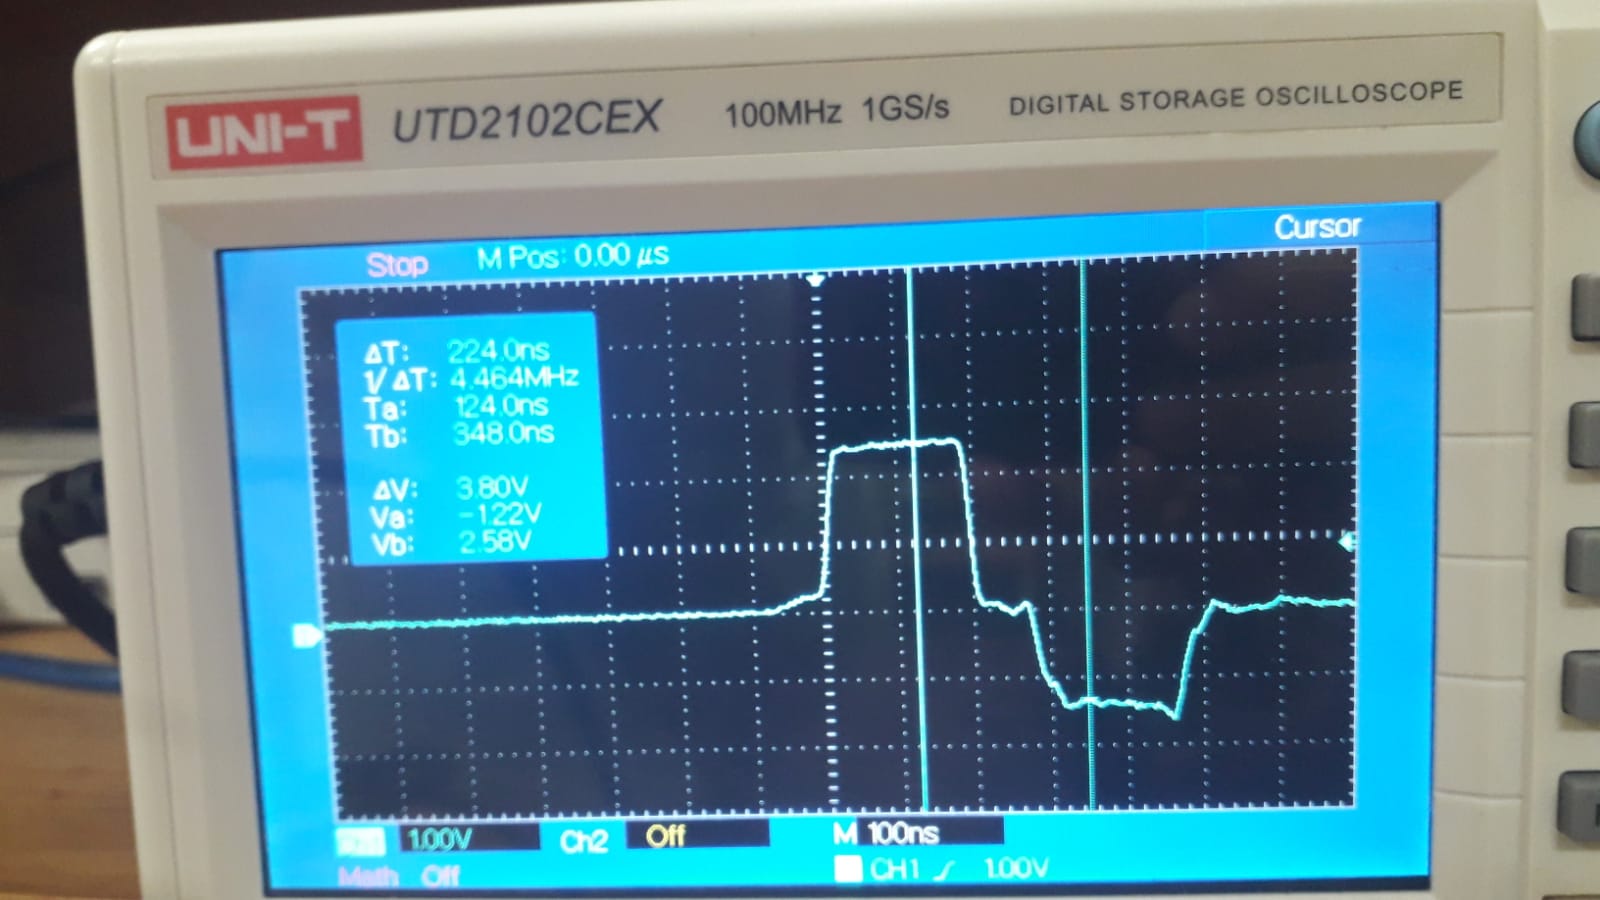 UNI-T UTD2102CEX 100MHz 1GS/s DIGITAL STORAGE OSCILLOSCOPE
Stop M Pos: 0.00 µs Cursor
ΔT: 224.0ns
1/ΔT: 4.464MHz
Ta: 124.0ns
Tb: 348.0ns
ΔV: 3.80V
Va: -1.22V
Vb: 2.58V
1.00V Ch2 Off M 100ns
Math Off CH1 1.00V